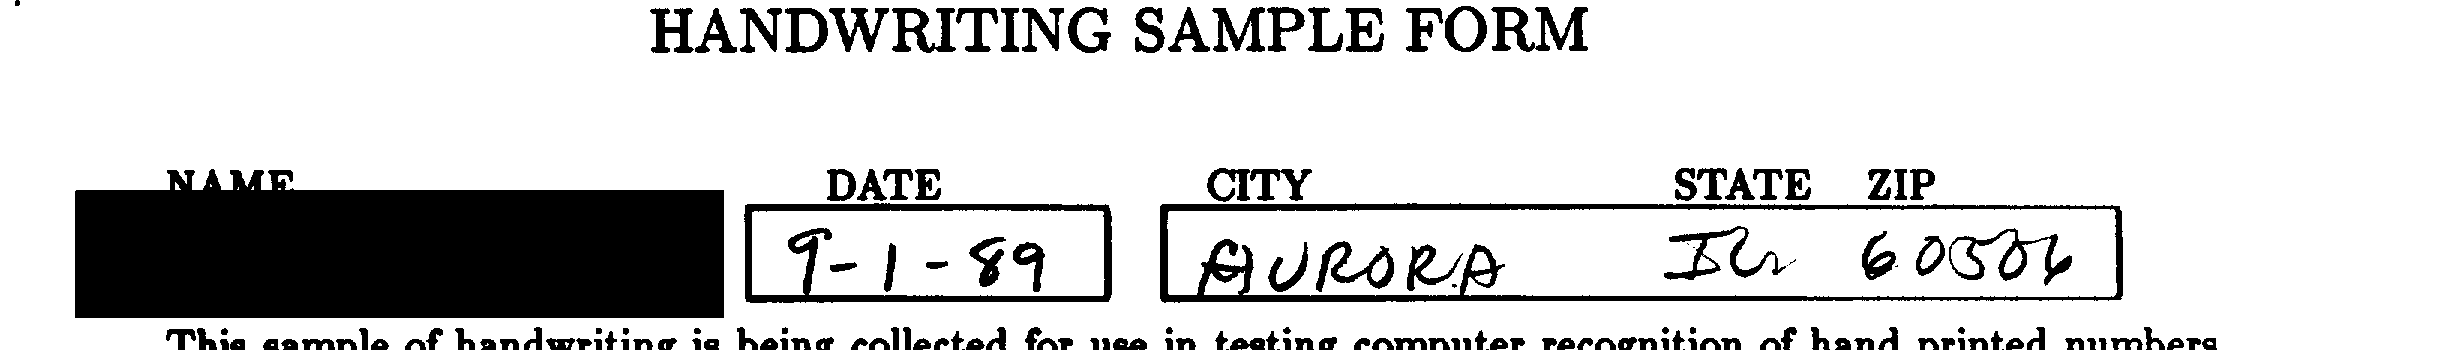 HANDWRITING SAMPLE FORM
NAME DATE CITY STATE ZIP
9-1-89 AURORA IL 60506
This sample of handwriting is being collected for use in testing computer recognition of hand printed numbers